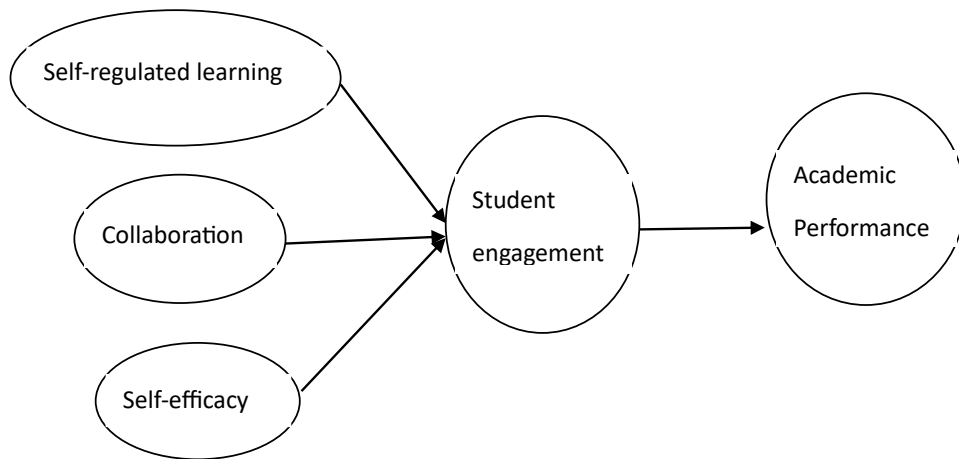 Self-regulated learning
Collaboration
Self-efficacy
Student
engagement
Academic
Performance